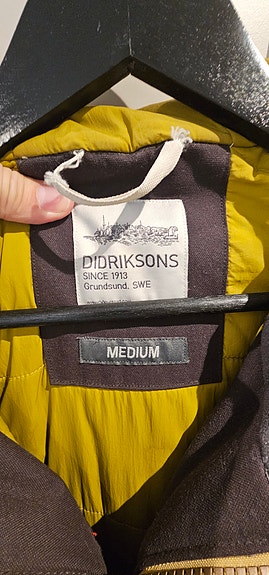 DIDRIKSONS
SINCE 1913
Grundsund, SWE
MEDIUM